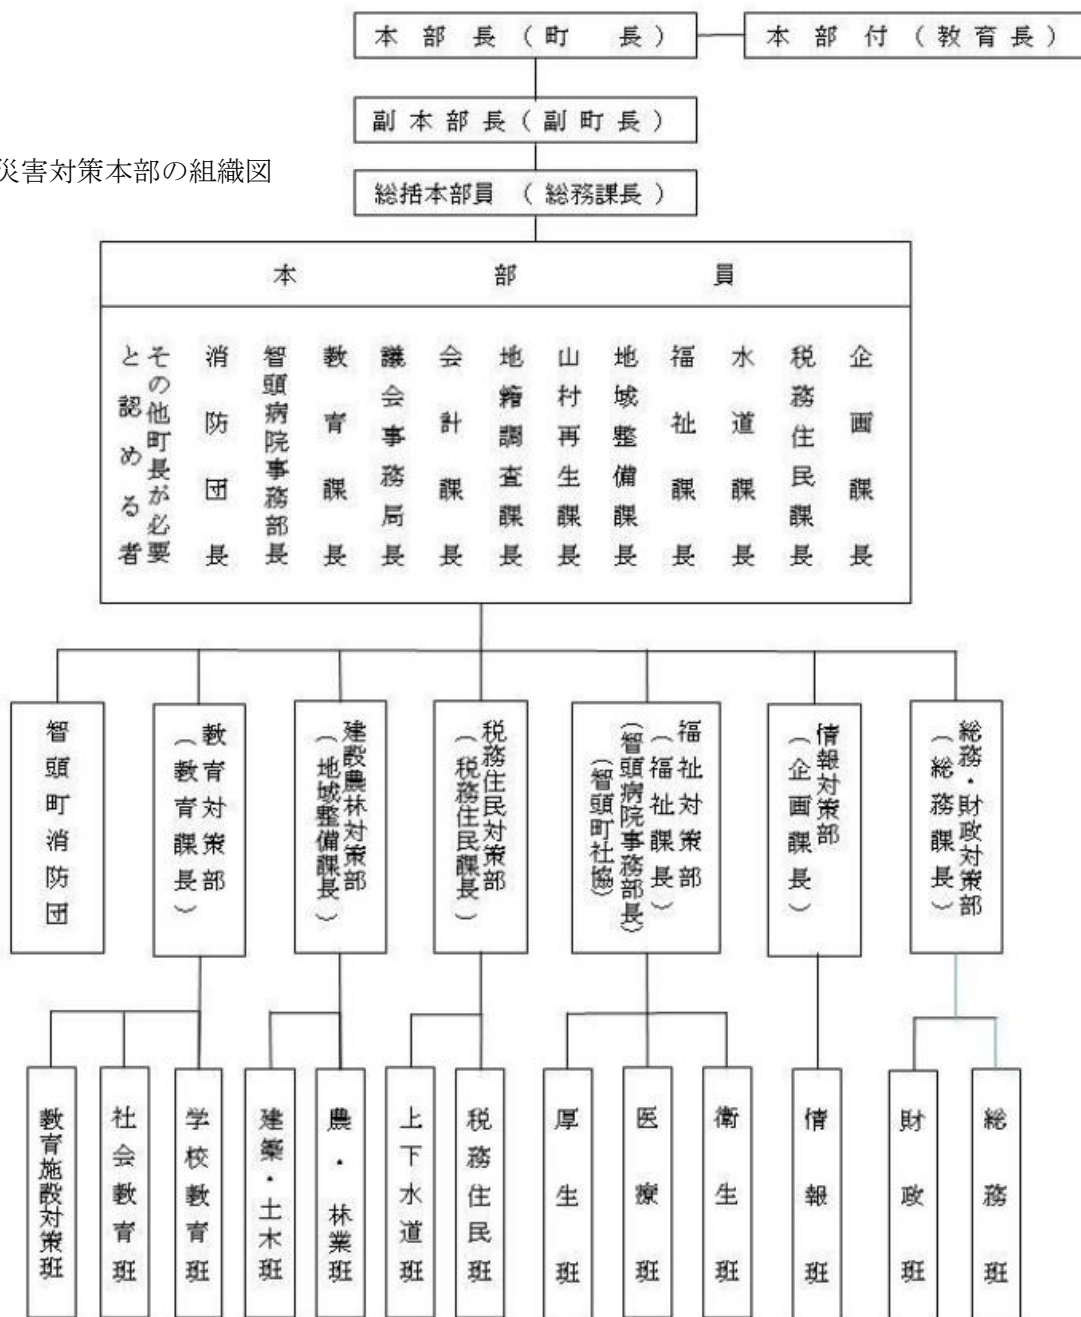 本部長（町長）
本部付（教育長）
副本部長（副町長）
災害対策本部の組織図
総括本部員（総務課長）
本部員
企画課長
税務住民課長
水道課長
福祉課長
地域整備課長
山村再生課長
地籍調査課長
会計課長
議会事務局長
教育課長
智頭病院事務部長
消防団長
その他町長が必要
と認める者
総務・財政対策部
（総務課長）
情報対策部
（企画課長）
福祉対策部
（福祉課長）
（智頭病院事務部長）
（智頭町社協）
税務住民対策部
（税務住民課長）
建設農林対策部
（地域整備課長）
教育対策部
（教育課長）
智頭町消防団
総務班
財政班
情報班
衛生班
医療班
厚生班
税務住民班
上下水道班
農・林業班
建築・土木班
学校教育班
社会教育班
教育施設対策班